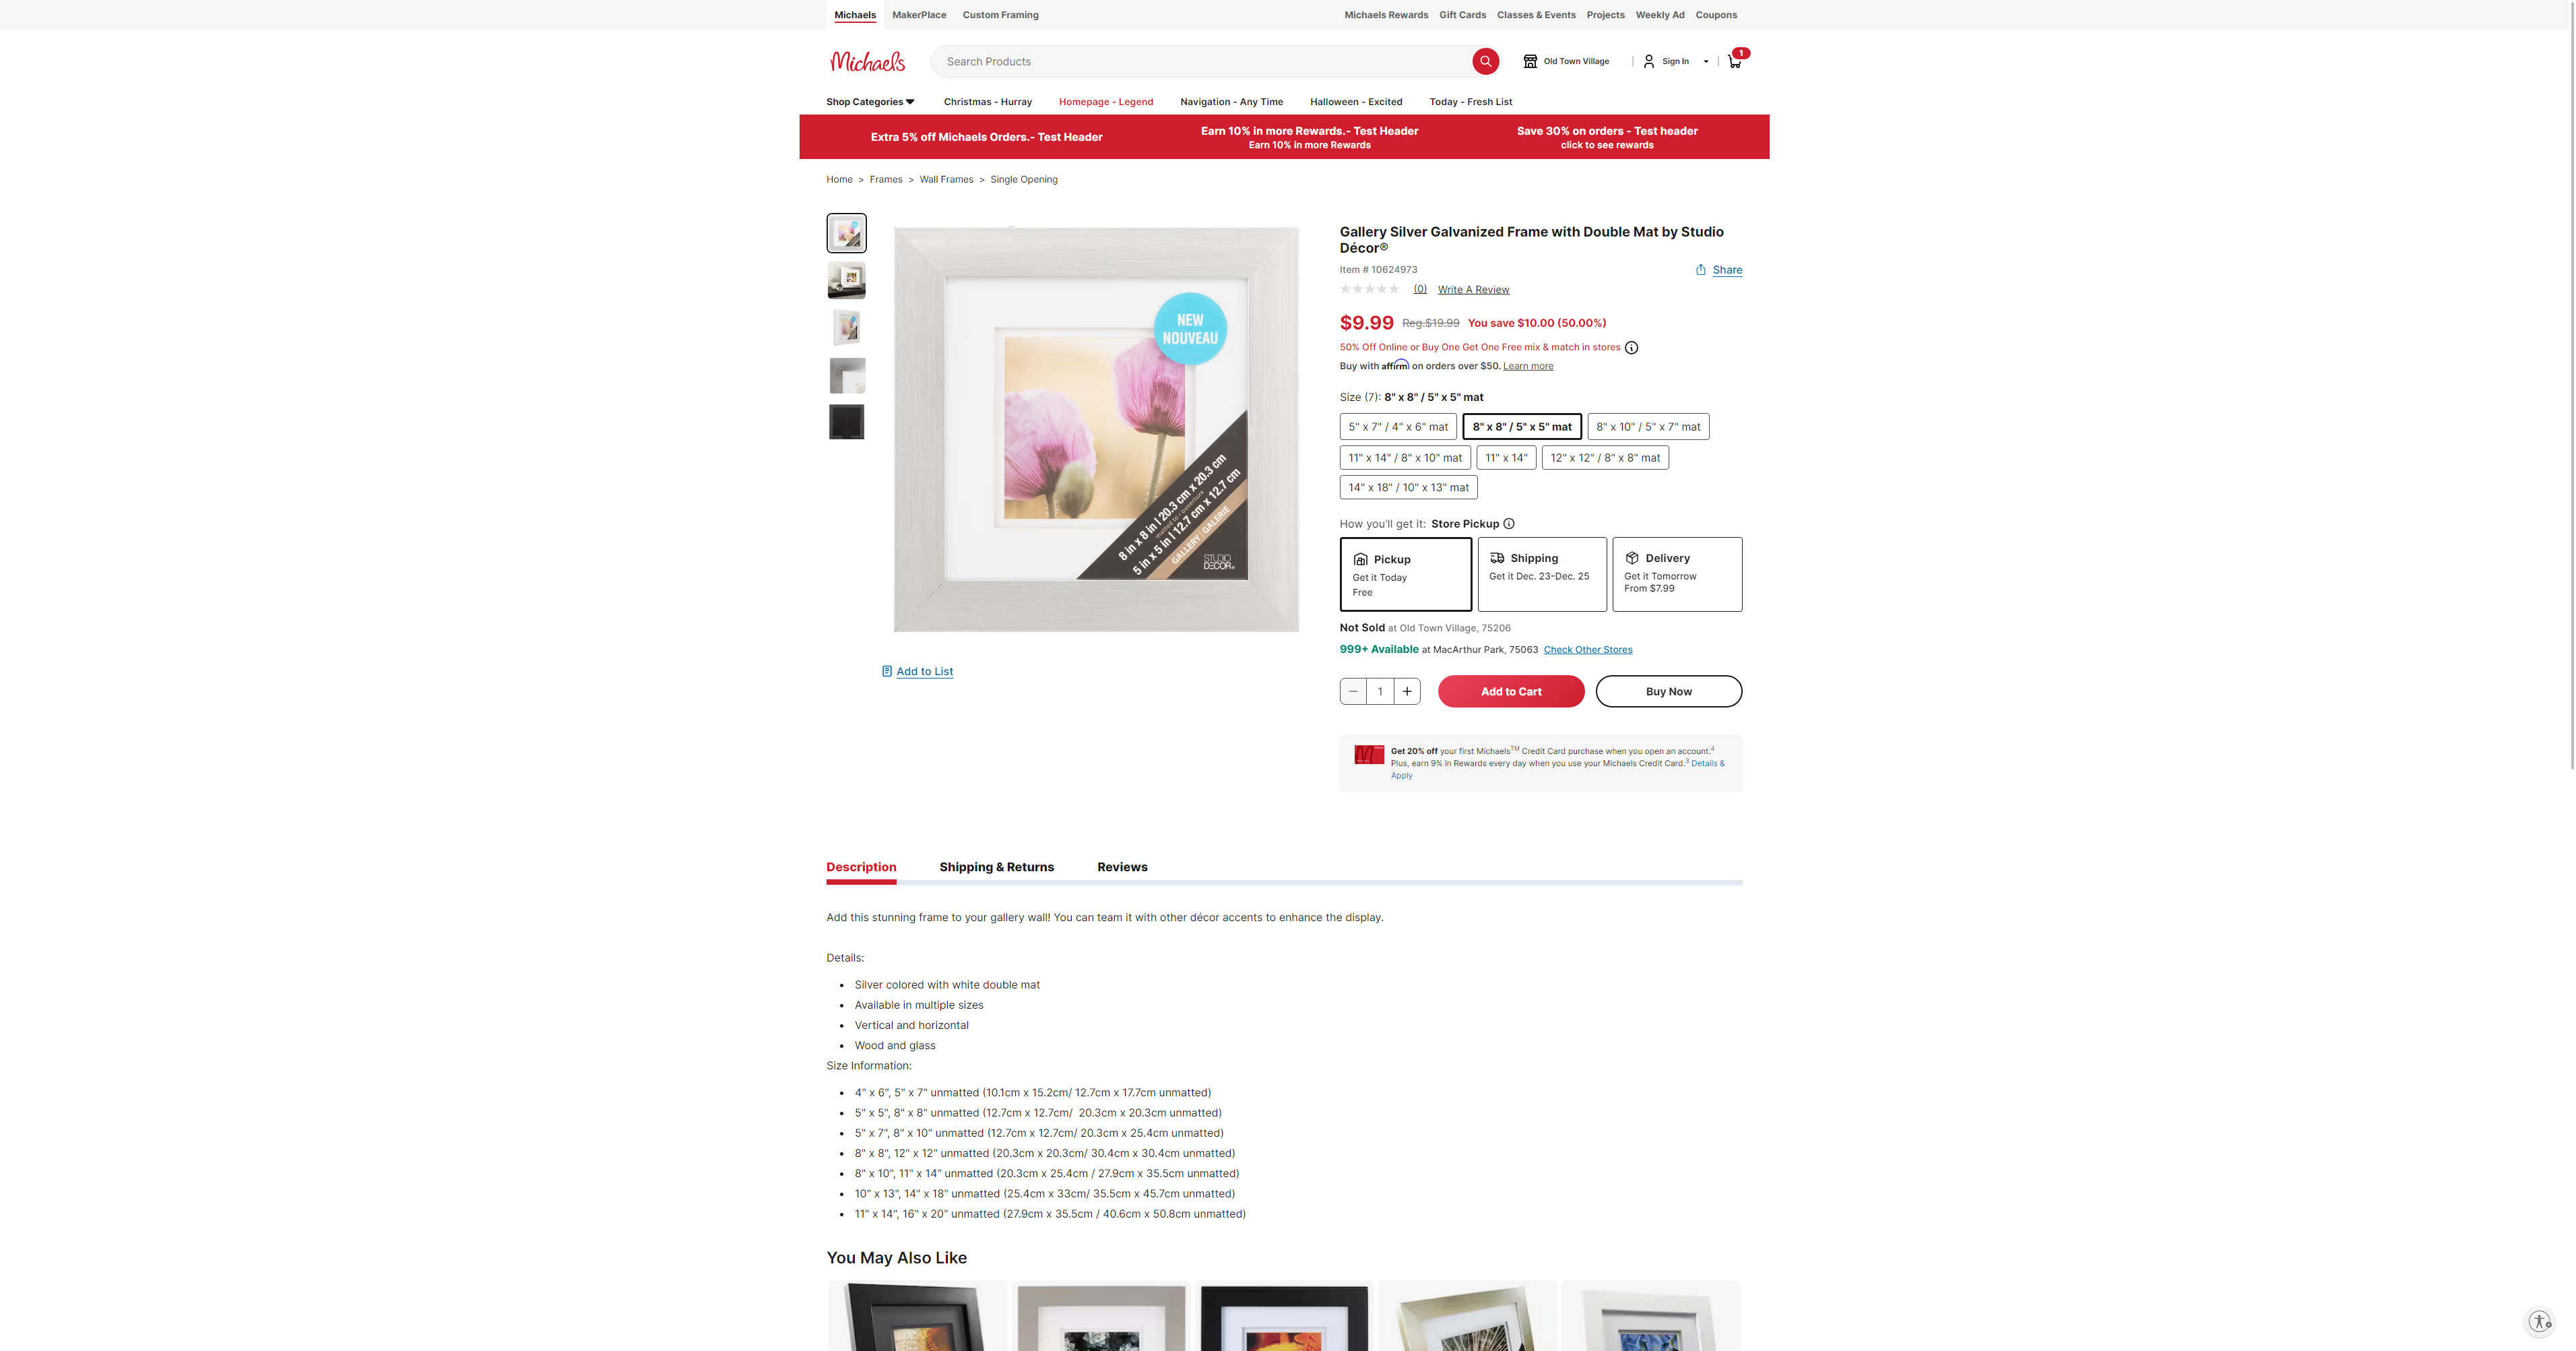 Michaels MakerPlace Custom Framing
Michaels Rewards Gift Cards Classes & Events Projects Weekly Ad Coupons
Michaels
Search Products
Old Town Village
Sign In
1
Shop Categories Christmas - Hurray Homepage - Legend Navigation - Any Time Halloween - Excited Today - Fresh List
Extra 5% off Michaels Orders.- Test Header
Earn 10% in more Rewards.- Test Header
Earn 10% in more Rewards
Save 30% on orders - Test header
click to see rewards
Home > Frames > Wall Frames > Single Opening
NEW
NOUVEAU
8 in x 8 in | 20.3 cm x 20.3 cm
5 in x 5 in | 12.7 cm x 12.7 cm
GALLERY | GALERIE
STUDIO
DÉCOR®
Add to List
Gallery Silver Galvanized Frame with Double Mat by Studio
Décor®
Item # 10624973
Share
(0) Write A Review
$9.99 Reg.$19.99 You save $10.00 (50.00%)
50% Off Online or Buy One Get One Free mix & match in stores
Buy with affirm on orders over $50. Learn more
Size (7): 8" x 8" / 5" x 5" mat
5" x 7" / 4" x 6" mat
8" x 8" / 5" x 5" mat
8" x 10" / 5" x 7" mat
11" x 14" / 8" x 10" mat
11" x 14"
12" x 12" / 8" x 8" mat
14" x 18" / 10" x 13" mat
How you'll get it: Store Pickup
Pickup
Get it Today
Free
Shipping
Get it Dec. 23-Dec. 25
Delivery
Get it Tomorrow
From $7.99
Not Sold at Old Town Village, 75206
999+ Available at MacArthur Park, 75063 Check Other Stores
1
Add to Cart
Buy Now
Get 20% off your first Michaels™ Credit Card purchase when you open an account.⁴
Plus, earn 9% in Rewards every day when you use your Michaels Credit Card.³ Details &
Apply
Description Shipping & Returns Reviews
Add this stunning frame to your gallery wall! You can team it with other décor accents to enhance the display.
Details:
• Silver colored with white double mat
• Available in multiple sizes
• Vertical and horizontal
• Wood and glass
Size Information:
• 4" x 6", 5" x 7" unmatted (10.1cm x 15.2cm/ 12.7cm x 17.7cm unmatted)
• 5" x 5", 8" x 8" unmatted (12.7cm x 12.7cm/ 20.3cm x 20.3cm unmatted)
• 5" x 7", 8" x 10" unmatted (12.7cm x 12.7cm/ 20.3cm x 25.4cm unmatted)
• 8" x 8", 12" x 12" unmatted (20.3cm x 20.3cm/ 30.4cm x 30.4cm unmatted)
• 8" x 10", 11" x 14" unmatted (20.3cm x 25.4cm / 27.9cm x 35.5cm unmatted)
• 10" x 13", 14" x 18" unmatted (25.4cm x 33cm/ 35.5cm x 45.7cm unmatted)
• 11" x 14", 16" x 20" unmatted (27.9cm x 35.5cm / 40.6cm x 50.8cm unmatted)
You May Also Like